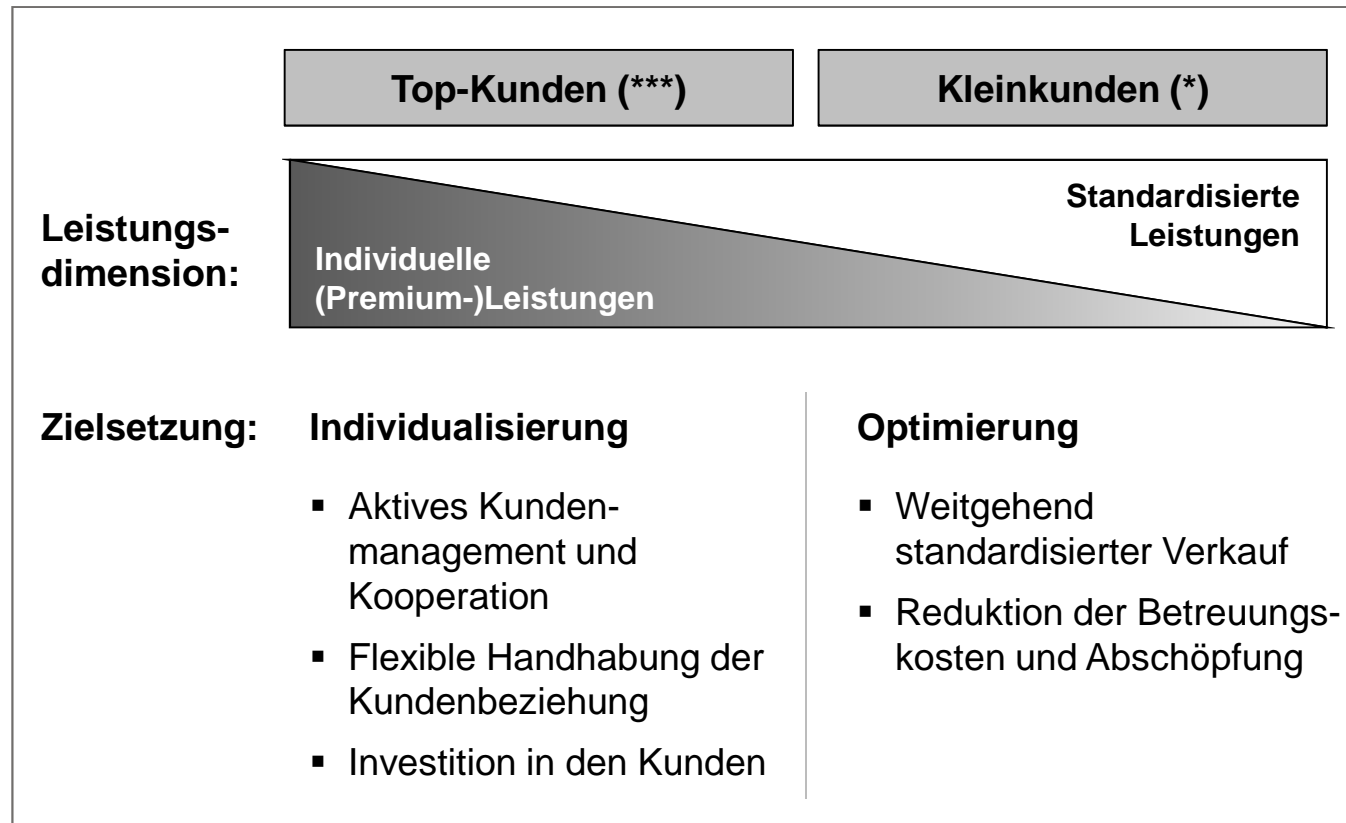 Top-Kunden (***)
Kleinkunden (*)
Leistungs-
dimension:
Individuelle
(Premium-)Leistungen
Standardisierte
Leistungen
Zielsetzung:
Individualisierung
▪ Aktives Kunden-
management und
Kooperation
▪ Flexible Handhabung der
Kundenbeziehung
▪ Investition in den Kunden
Optimierung
▪ Weitgehend
standardisierter Verkauf
▪ Reduktion der Betreuungs-
kosten und Abschöpfung